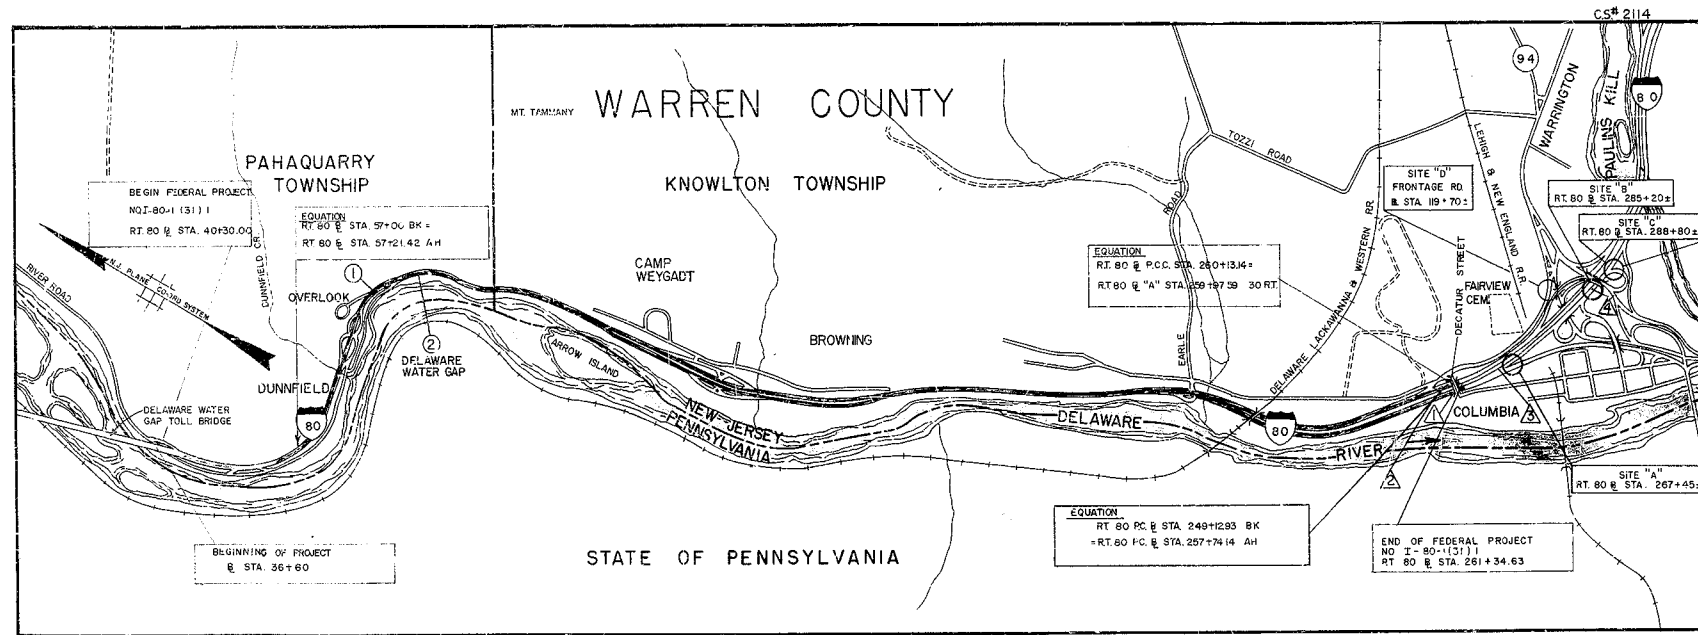 C.S.# 2114
MT. TAMMANY
WARREN COUNTY
PAHAQUARRY
TOWNSHIP
KNOWLTON TOWNSHIP
BEGIN FEDERAL PROJECT
NO. I-80-1 (31) 1
RT. 80 ℄ STA. 40+30.00
EQUATION
RT. 80 ℄ STA. 57+00 BK =
RT. 80 ℄ STA. 57+21.42 AH
N.J. PLANE CO-ORD SYSTEM
RIVER ROAD
DUNNFIELD CR.
OVERLOOK
1
2
DELAWARE
WATER GAP
DUNNFIELD
80
DELAWARE WATER
GAP TOLL BRIDGE
BEGINNING OF PROJECT
℄ STA. 36+60
CAMP
WEYGADT
BROWNING
ARROW ISLAND
NEW JERSEY
PENNSYLVANIA
DELAWARE
RIVER
STATE OF PENNSYLVANIA
TOZZI ROAD
EARLE ROAD
DELAWARE LACKAWANNA & WESTERN RR.
EQUATION
RT. 80 ℄ P.C.C. STA. 260+13.14=
RT. 80 ℄ "A" STA. 259+97.59 30 RT.
SITE "D"
FRONTAGE RD.
℄ STA. 119+70±
LEHIGH & NEW ENGLAND R.R.
94
WARRINGTON
PAULINS KILL
80
SITE "B"
RT. 80 ℄ STA. 285+20±
SITE "C"
RT. 80 ℄ STA. 288+80±
DECATUR STREET
FAIRVIEW
CEM.
4
80
1
COLUMBIA
3
2
SITE "A"
RT. 80 ℄ STA. 267+45±
EQUATION
RT. 80 P.C. ℄ STA. 249+12.93 BK
=RT. 80 P.C. ℄ STA. 257+74.14 AH
END OF FEDERAL PROJECT
NO I-80-1(31) 1
RT 80 ℄ STA. 261+34.63